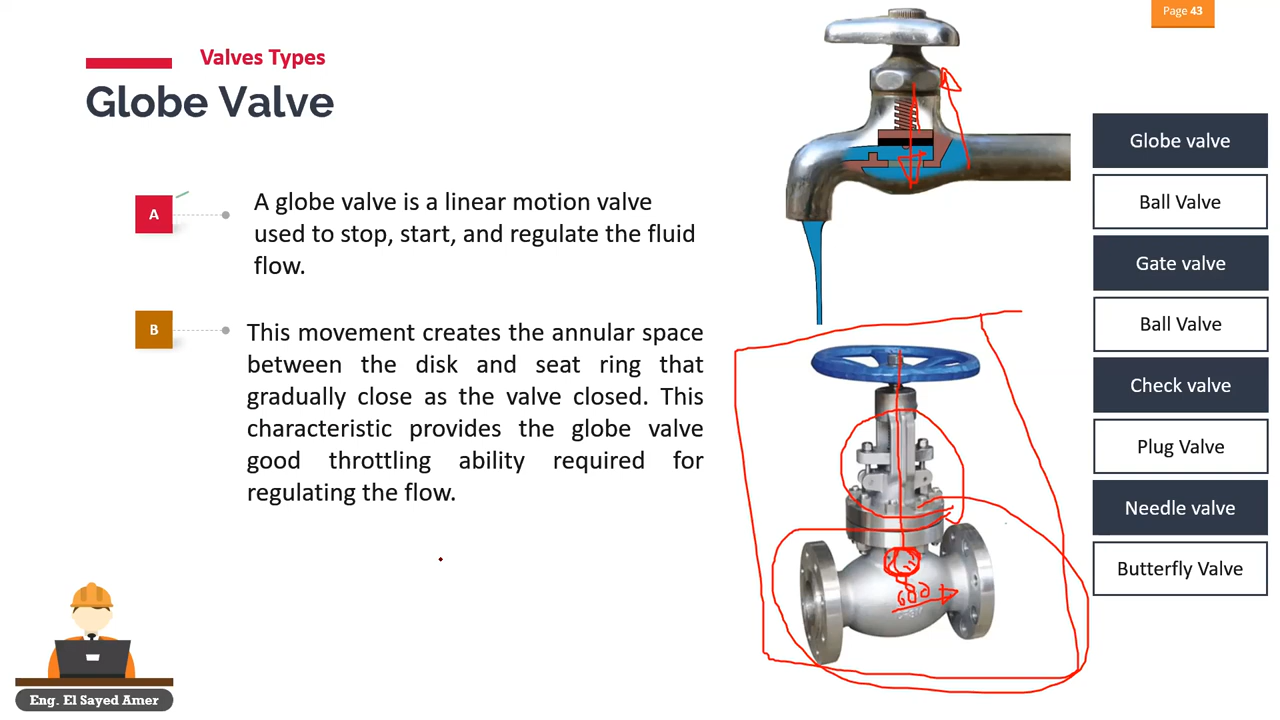 Page 43
Valves Types
Globe Valve
A
A globe valve is a linear motion valve
used to stop, start, and regulate the fluid
flow.
B
This movement creates the annular space
between the disk and seat ring that
gradually close as the valve closed. This
characteristic provides the globe valve
good throttling ability required for
regulating the flow.
Globe valve
Ball Valve
Gate valve
Ball Valve
Check valve
Plug Valve
Needle valve
Butterfly Valve
Eng. El Sayed Amer